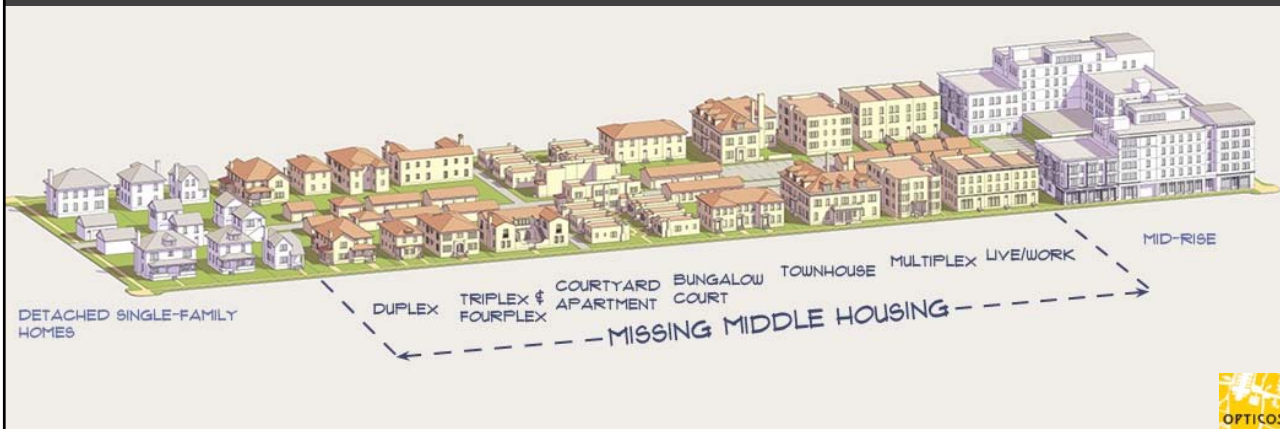 DETACHED SINGLE-FAMILY
HOMES
DUPLEX
TRIPLEX &
FOURPLEX
COURTYARD
APARTMENT
BUNGALOW
COURT
TOWNHOUSE
MULTIPLEX
LIVE/WORK
MID-RISE
MISSING MIDDLE HOUSING
OPTICOS